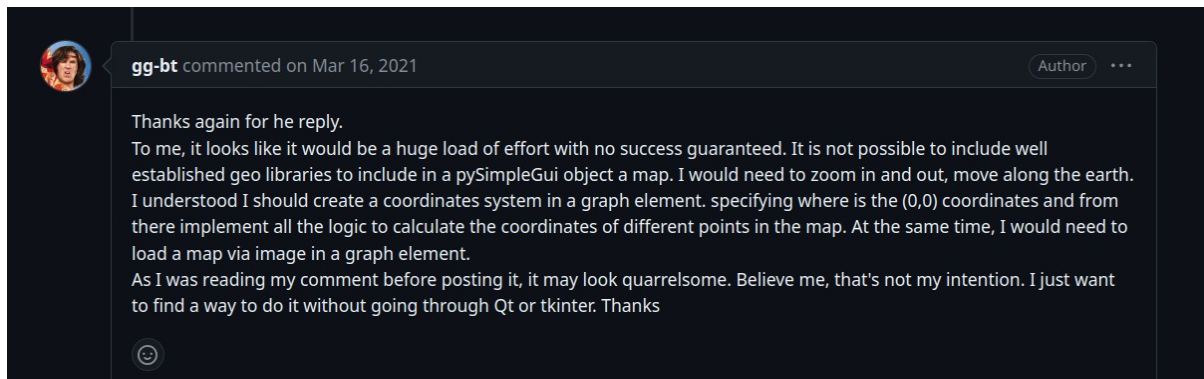 gg-bt commented on Mar 16, 2021
Author
Thanks again for he reply.
To me, it looks like it would be a huge load of effort with no success guaranteed. It is not possible to include well
established geo libraries to include in a pySimpleGui object a map. I would need to zoom in and out, move along the earth.
I understood I should create a coordinates system in a graph element. specifying where is the (0,0) coordinates and from
there implement all the logic to calculate the coordinates of different points in the map. At the same time, I would need to
load a map via image in a graph element.
As I was reading my comment before posting it, it may look quarrelsome. Believe me, that's not my intention. I just want
to find a way to do it without going through Qt or tkinter. Thanks